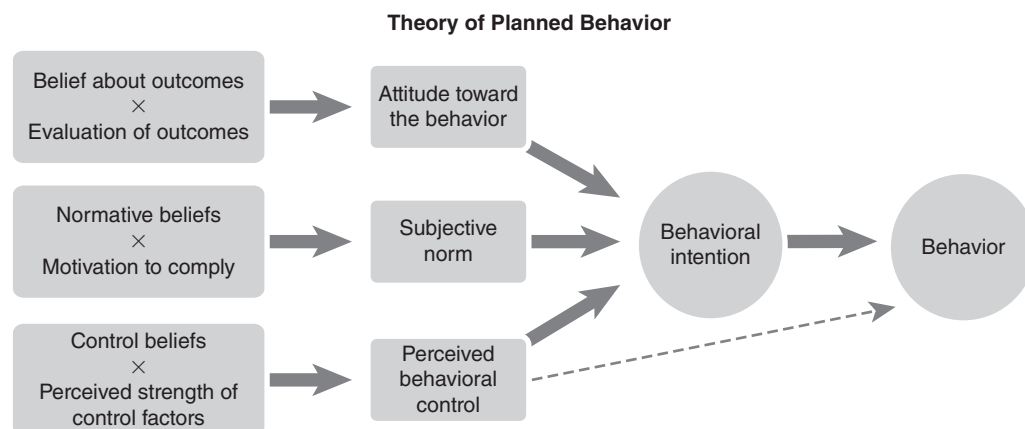 Theory of Planned Behavior
Belief about outcomes
×
Evaluation of outcomes
Attitude toward
the behavior
Normative beliefs
×
Motivation to comply
Subjective
norm
Behavioral
intention
Behavior
Control beliefs
×
Perceived strength of
control factors
Perceived
behavioral
control